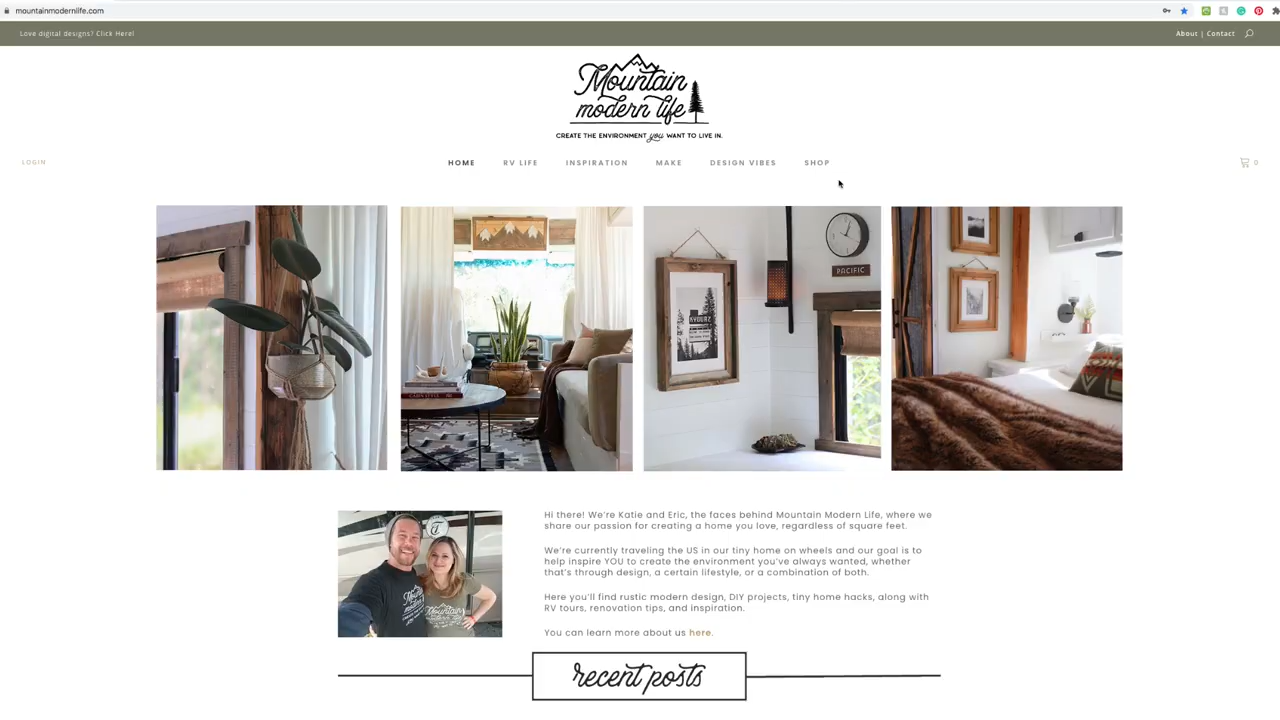 mountainmodernlife.com
Love digital designs? Click Here!
About | Contact
Mountain
modern life
CREATE THE ENVIRONMENT you WANT TO LIVE IN.
LOGIN
HOME RV LIFE INSPIRATION MAKE DESIGN VIBES SHOP
0
PACIFIC
Hi there! We're Katie and Eric, the faces behind Mountain Modern Life, where we
share our passion for creating a home you love, regardless of square feet.
We're currently traveling the US in our tiny home on wheels and our goal is to
help inspire YOU to create the environment you've always wanted, whether
that's through design, a certain lifestyle, or a combination of both.
Here you'll find rustic modern design, DIY projects, tiny home hacks, along with
RV tours, renovation tips, and inspiration.
You can learn more about us here.
recent posts